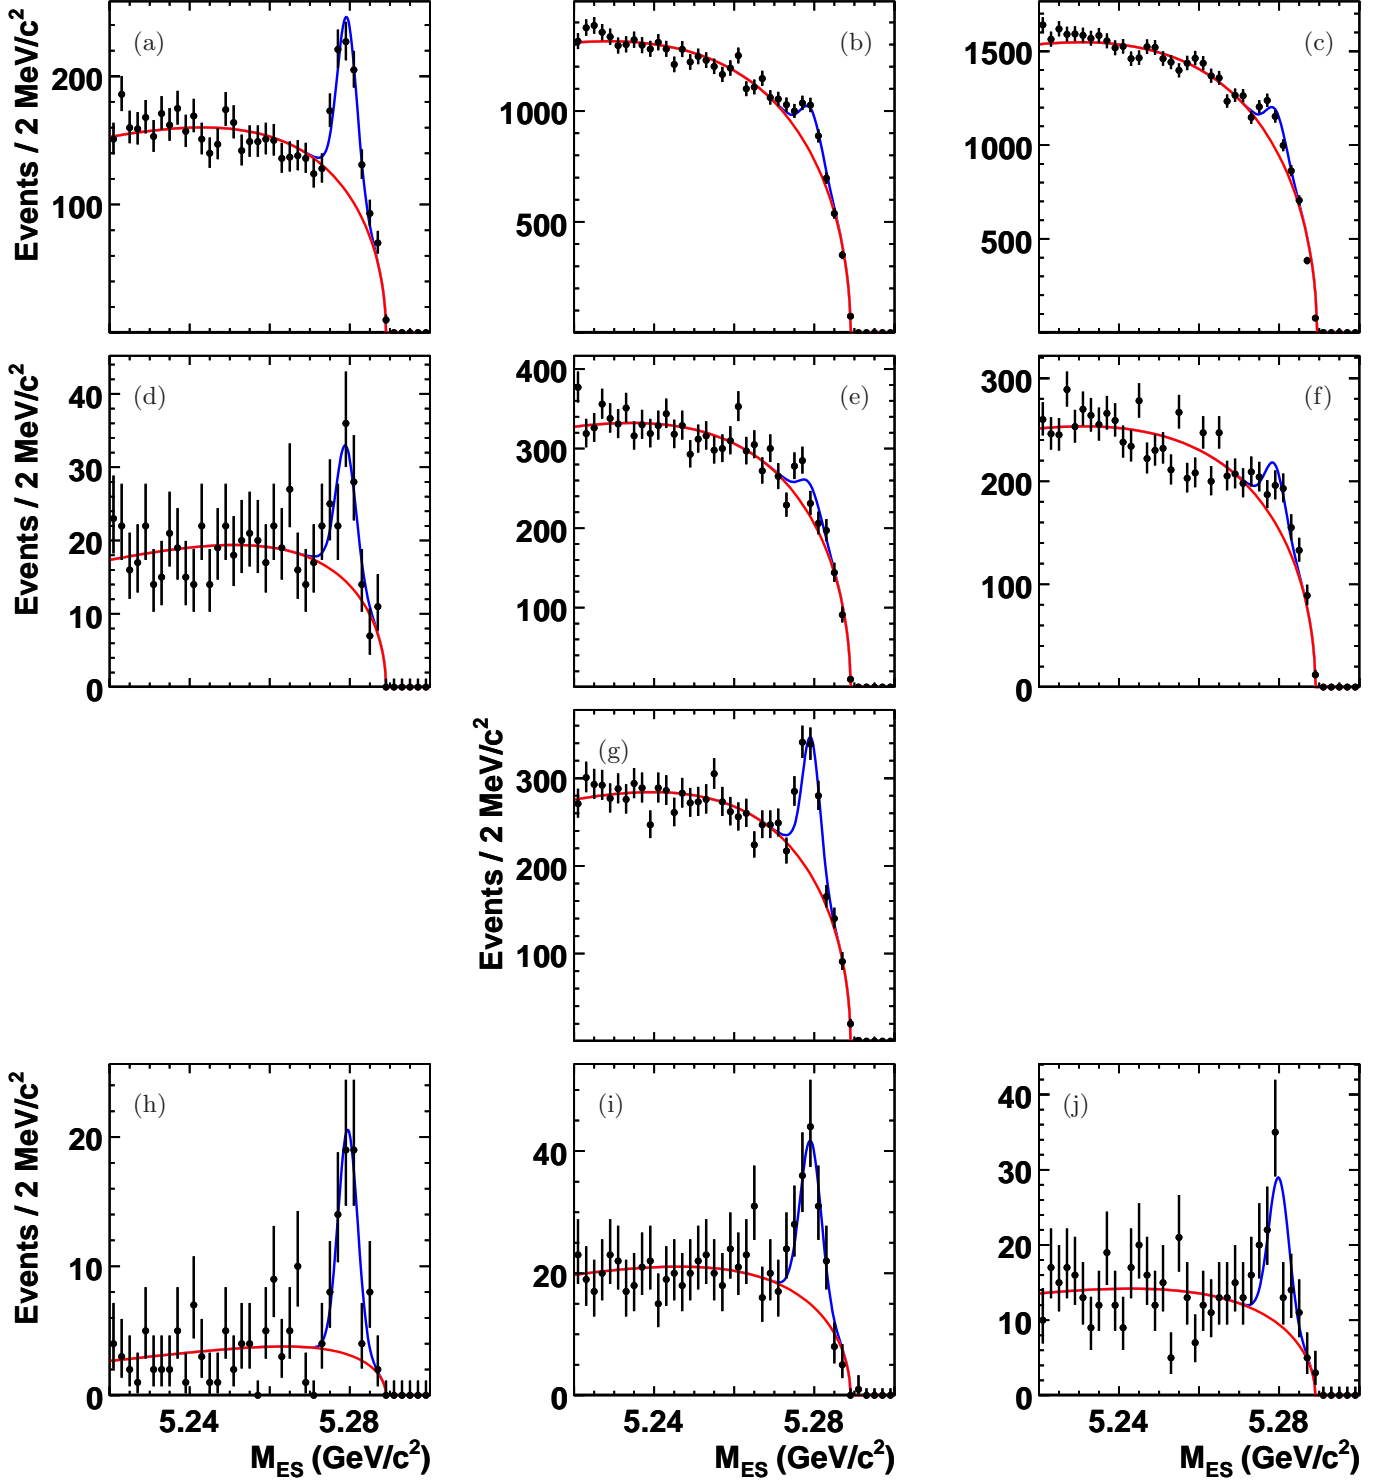 Events / 2 MeV/c²
(a)
200
100
(b)
1000
500
(c)
1500
1000
500
Events / 2 MeV/c²
(d)
40
30
20
10
0
(e)
400
300
200
100
(f)
300
200
100
0
Events / 2 MeV/c²
(g)
300
200
100
Events / 2 MeV/c²
(h)
20
10
0
(i)
40
20
0
(j)
40
30
20
10
0
5.24 5.28
5.24 5.28
5.24 5.28
M_ES (GeV/c²)
M_ES (GeV/c²)
M_ES (GeV/c²)